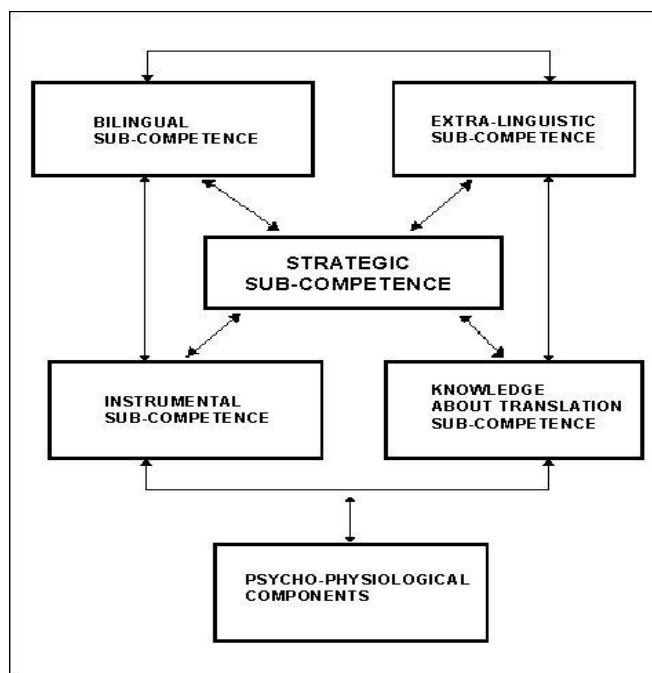 BILINGUAL
SUB-COMPETENCE
EXTRA-LINGUISTIC
SUB-COMPETENCE
STRATEGIC
SUB-COMPETENCE
INSTRUMENTAL
SUB-COMPETENCE
KNOWLEDGE
ABOUT TRANSLATION
SUB-COMPETENCE
PSYCHO-PHYSIOLOGICAL
COMPONENTS